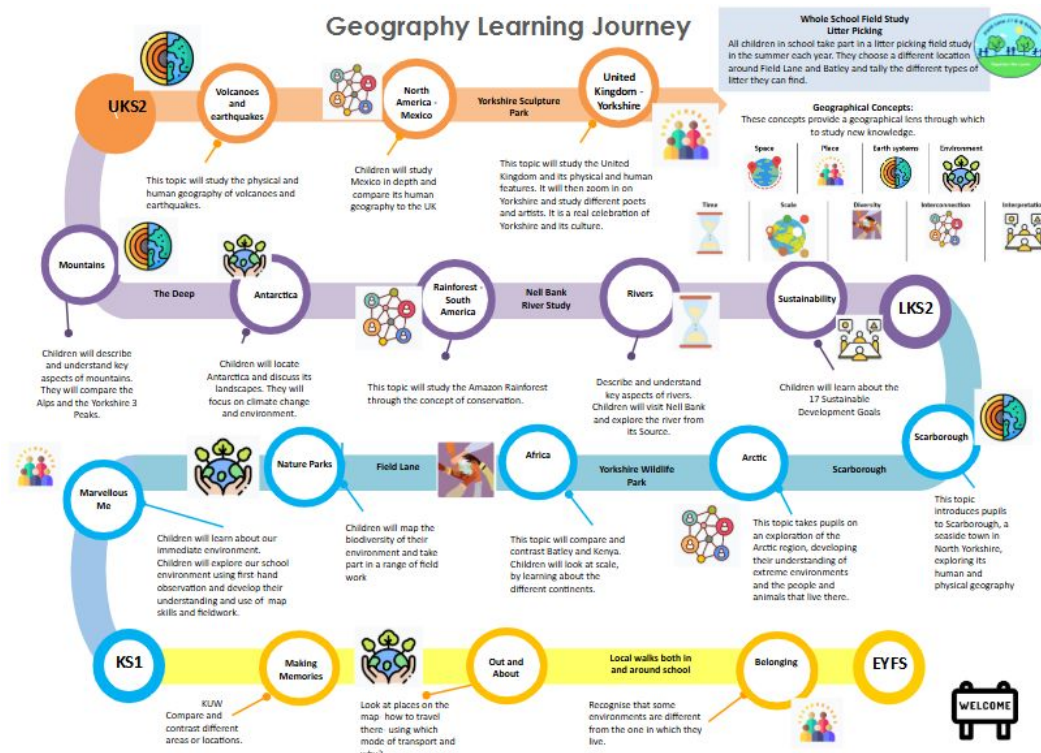 Geography Learning Journey
Whole School Field Study
Litter Picking
All children in school take part in a litter picking field study
in the summer each year. They choose a different location
around Field Lane and Batley and tally the different types of
litter they can find.
UKS2
Volcanoes
and
earthquakes
North
America -
Mexico
Yorkshire Sculpture
Park
United
Kingdom -
Yorkshire
Geographical Concepts:
These concepts provide a geographical lens through which
to study new knowledge.
Space
Place
Earth systems
Environment
Time
Scale
Diversity
Interconnection
Interpretation
This topic will study the physical and
human geography of volcanoes and
earthquakes.
Children will study
Mexico in depth and
compare its human
geography to the UK
This topic will study the United
Kingdom and its physical and human
features. It will then zoom in on
Yorkshire and study different poets
and artists. It is a real celebration of
Yorkshire and its culture.
Mountains
The Deep
Antarctica
Rainforest -
South
America
Nell Bank
River Study
Rivers
Sustainability
LKS2
Children will describe
and understand key
aspects of mountains.
They will compare the
Alps and the Yorkshire 3
Peaks.
Children will locate
Antarctica and discuss its
landscapes. They will
focus on climate change
and environment.
This topic will study the Amazon Rainforest
through the concept of conservation.
Describe and understand
key aspects of rivers.
Children will visit Nell Bank
and explore the river from
its Source.
Children will learn about the
17 Sustainable
Development Goals
Marvellous
Me
Nature Parks
Field Lane
Africa
Yorkshire Wildlife
Park
Arctic
Scarborough
Scarborough
Children will learn about our
immediate environment.
Children will explore our school
environment using first-hand
observation and develop their
understanding and use of map
skills and fieldwork.
Children will map the
biodiversity of their
environment and take
part in a range of field
work
This topic will compare and
contrast Batley and Kenya.
Children will look at scale,
by learning about the
different continents.
This topic takes pupils on
an exploration of the
Arctic region, developing
their understanding of
extreme environments
and the people and
animals that live there.
This topic
introduces pupils
to Scarborough, a
seaside town in
North Yorkshire,
exploring its
human and
physical geography
KS1
Making
Memories
Out and
About
Local walks both in
and around school
Belonging
EYFS
KUW
Compare and
contrast different
areas or locations.
Look at places on the
map- how to travel
there- using which
mode of transport and
Recognise that some
environments are different
from the one in which they
live.
WELCOME